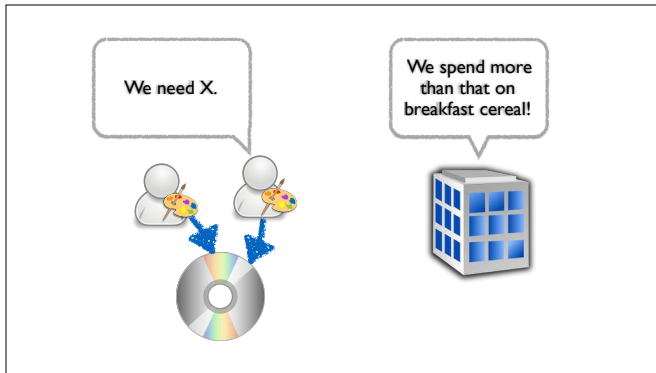 We need X.
We spend more
than that on
breakfast cereal!